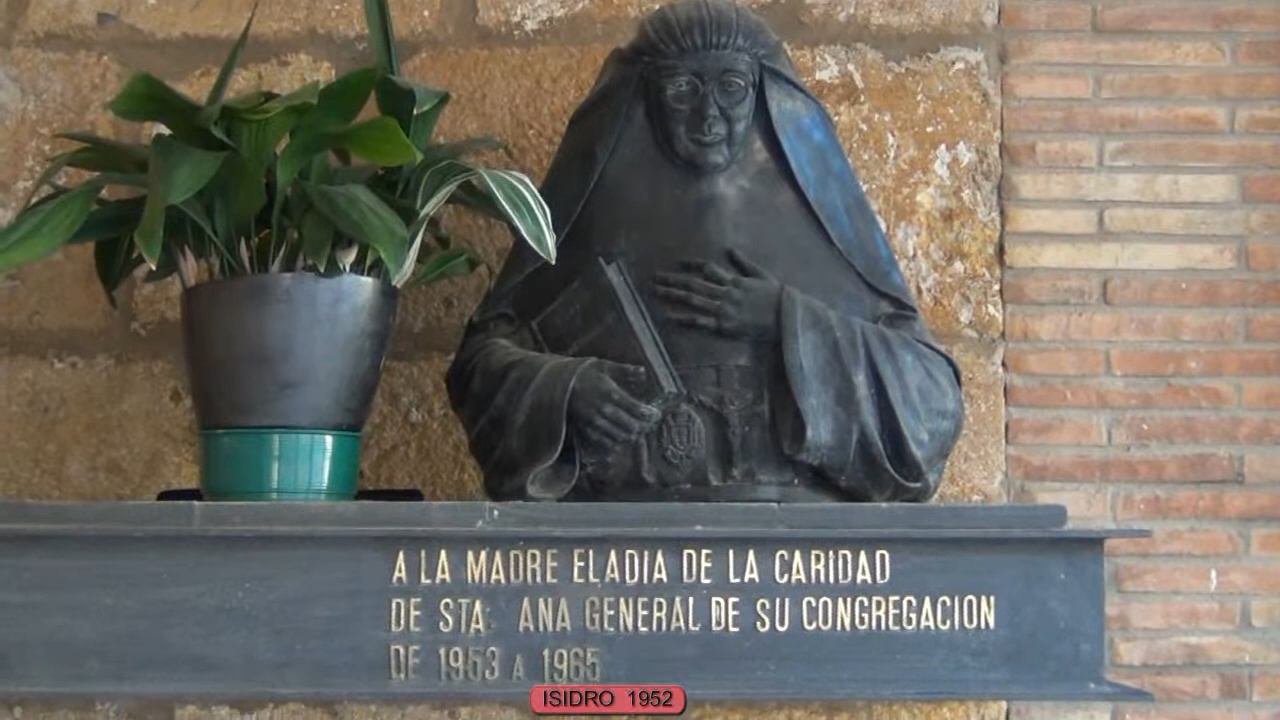 A LA MADRE ELADIA DE LA CARIDAD
DE STA: ANA GENERAL DE SU CONGREGACION
DE 1953 A 1965
ISIDRO 1952